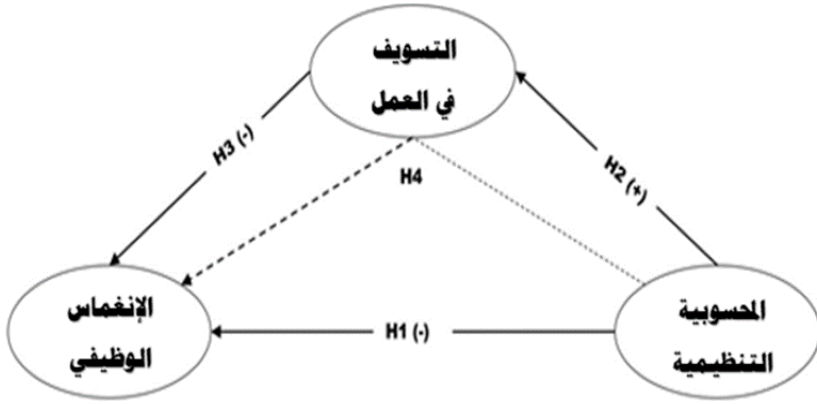 التسويف
في العمل
H3 (-)
H2 (+)
H4
المحسوبية
التنظيمية
H1 (-)
الإنغماس
الوظيفي